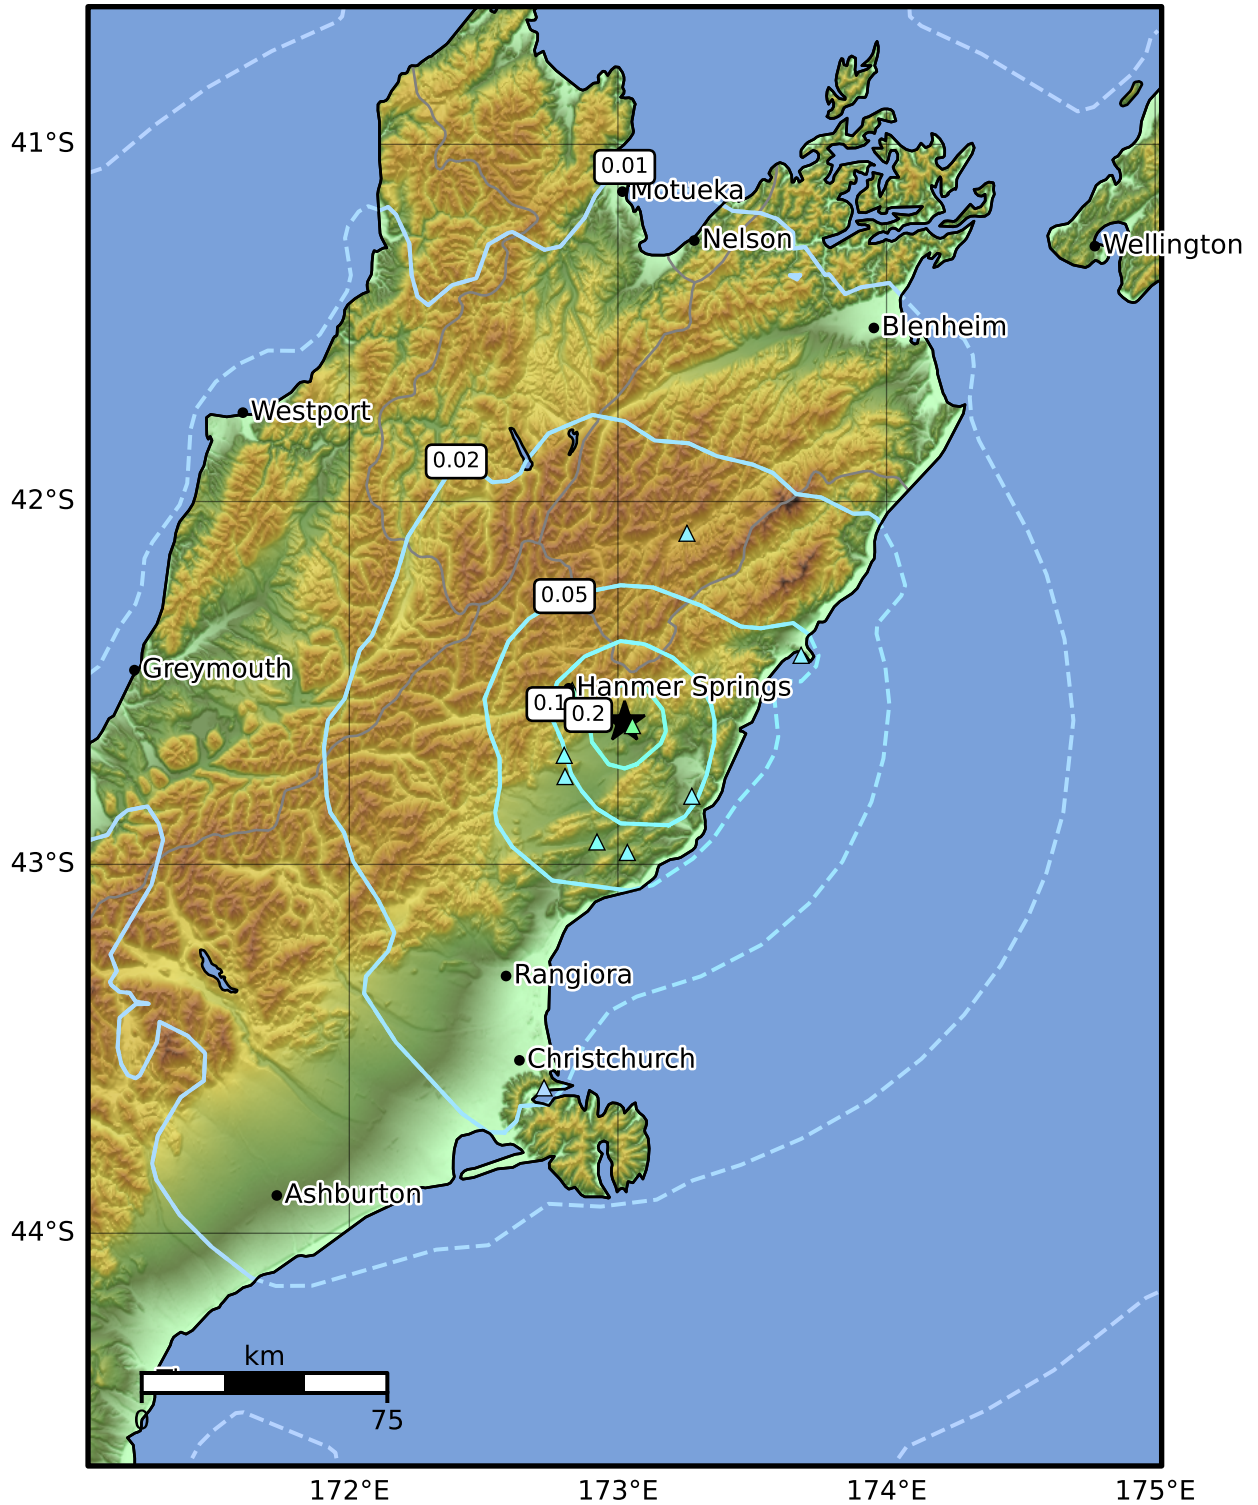 41°S
0.01
Motueka
Nelson
Wellington
Blenheim
Westport
0.02
42°S
0.05
Greymouth
Hanmer Springs
0.1
0.2
43°S
Rangiora
Christchurch
Ashburton
44°S
km
0
75
172°E
173°E
174°E
175°E